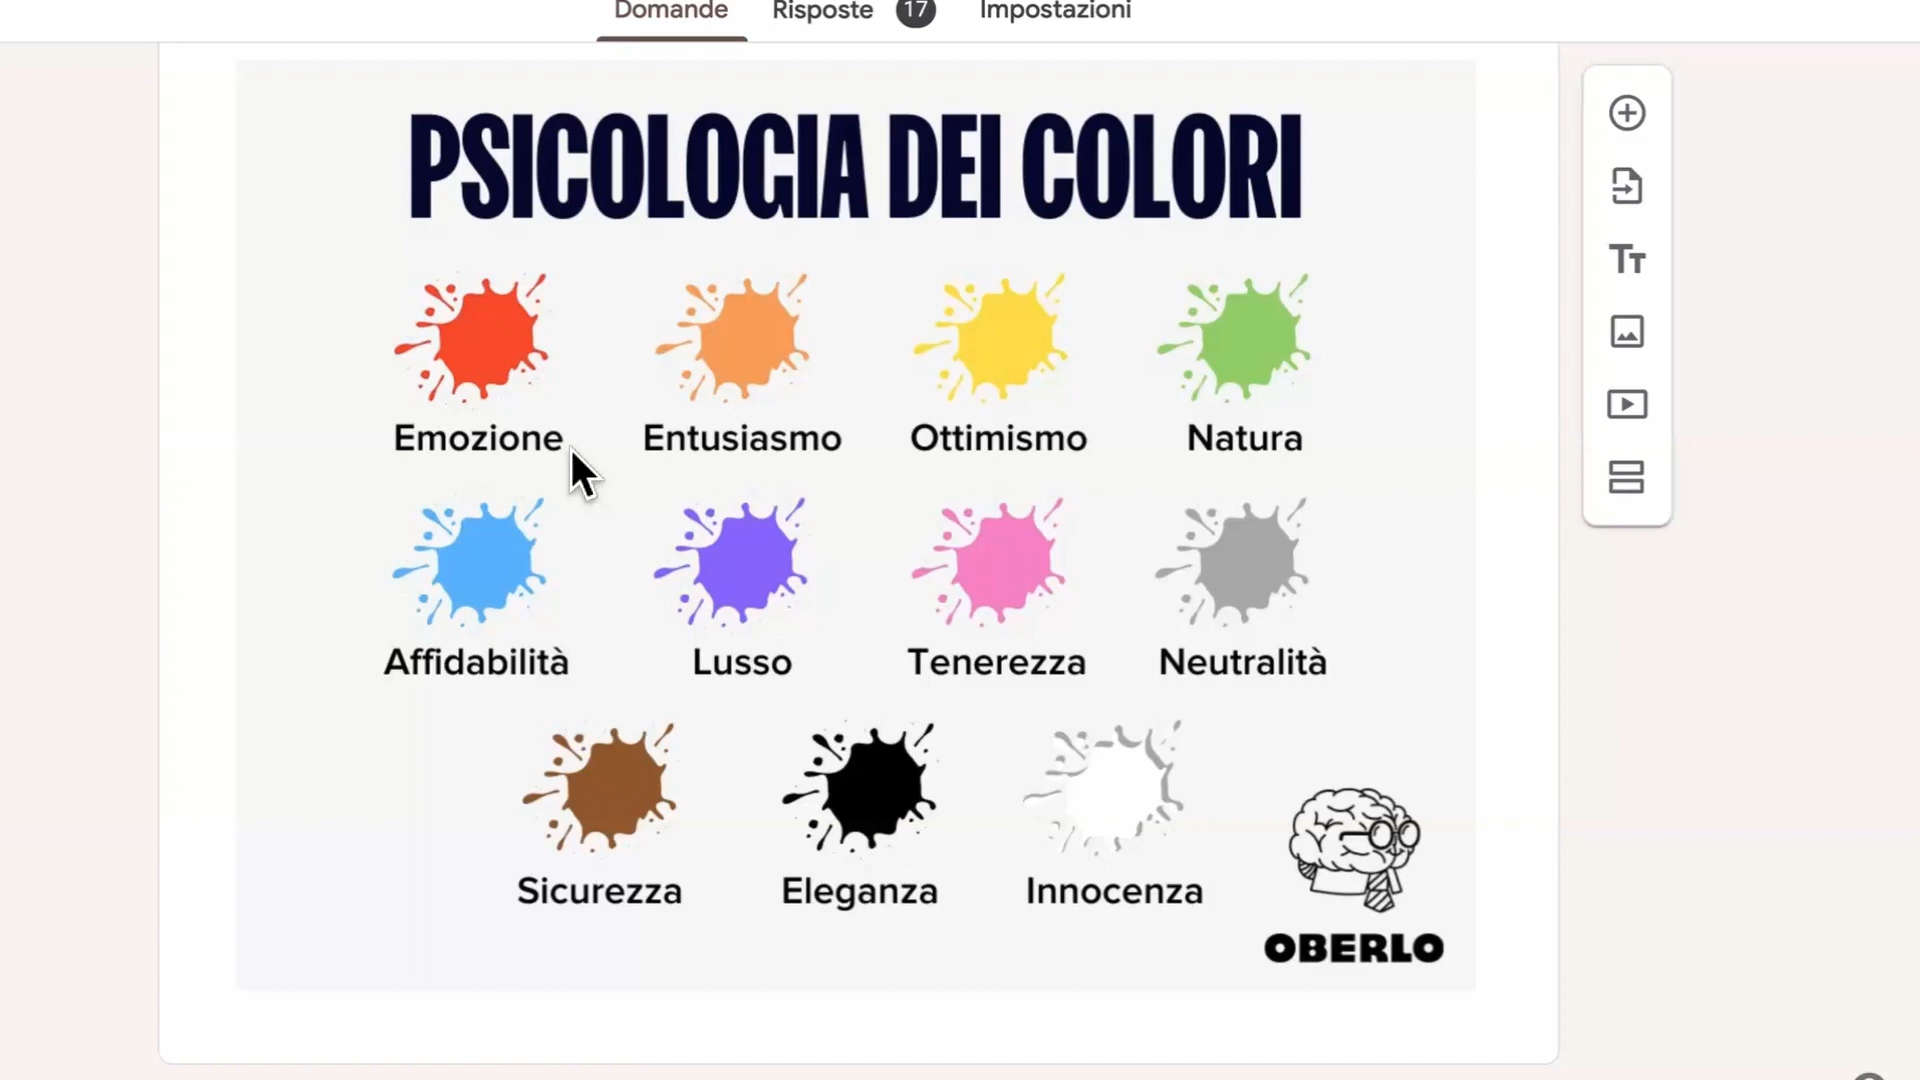 Domande Risposte 17 Impostazioni
PSICOLOGIA DEI COLORI
Emozione Entusiasmo Ottimismo Natura
Affidabilità Lusso Tenerezza Neutralità
Sicurezza Eleganza Innocenza
OBERLO